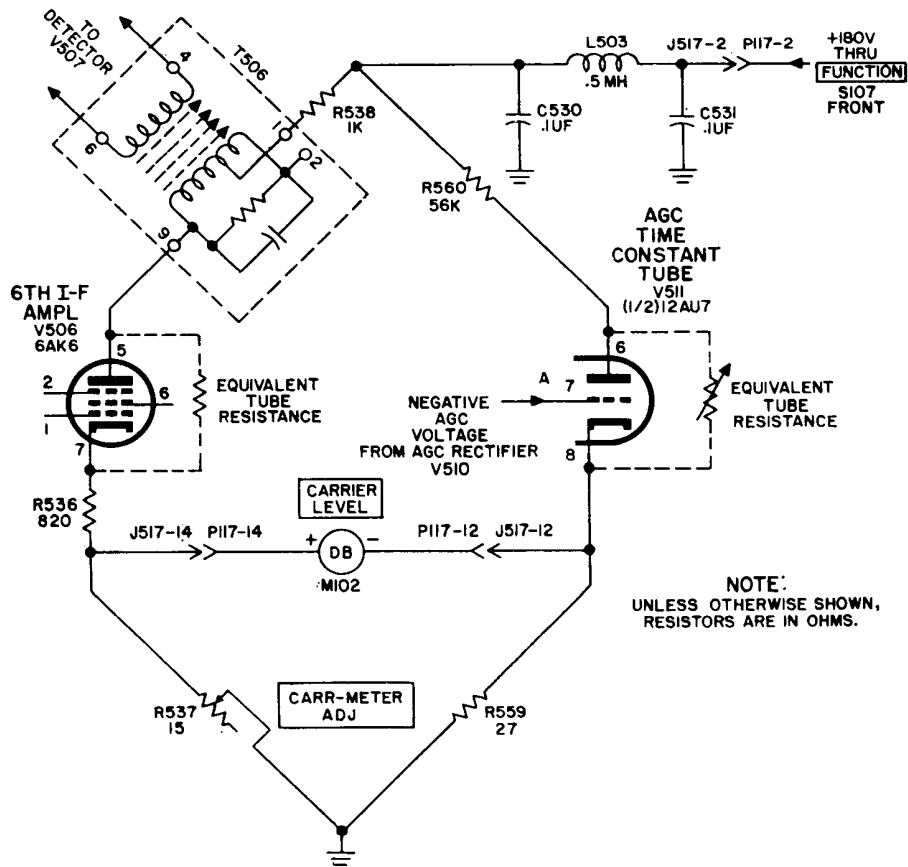 TO
DETECTOR
V507
4
T506
6
1
2
9
R538
1K
L503
.5MH
J517-2
P117-2
+180V
THRU
FUNCTION
S107
FRONT
C530
.1UF
C531
.1UF
R560
56K
AGC
TIME
CONSTANT
TUBE
V511
(1/2)12AU7
6TH I-F
AMPL
V506
6AK6
5
2
6
1
7
EQUIVALENT
TUBE
RESISTANCE
6
A
7
8
NEGATIVE
AGC
VOLTAGE
FROM AGC RECTIFIER
V510
EQUIVALENT
TUBE
RESISTANCE
R536
820
CARRIER
LEVEL
J517-14
P117-14
+
DB
-
M102
P117-12
J517-12
NOTE:
UNLESS OTHERWISE SHOWN,
RESISTORS ARE IN OHMS.
R537
15
CARR-METER
ADJ
R559
27